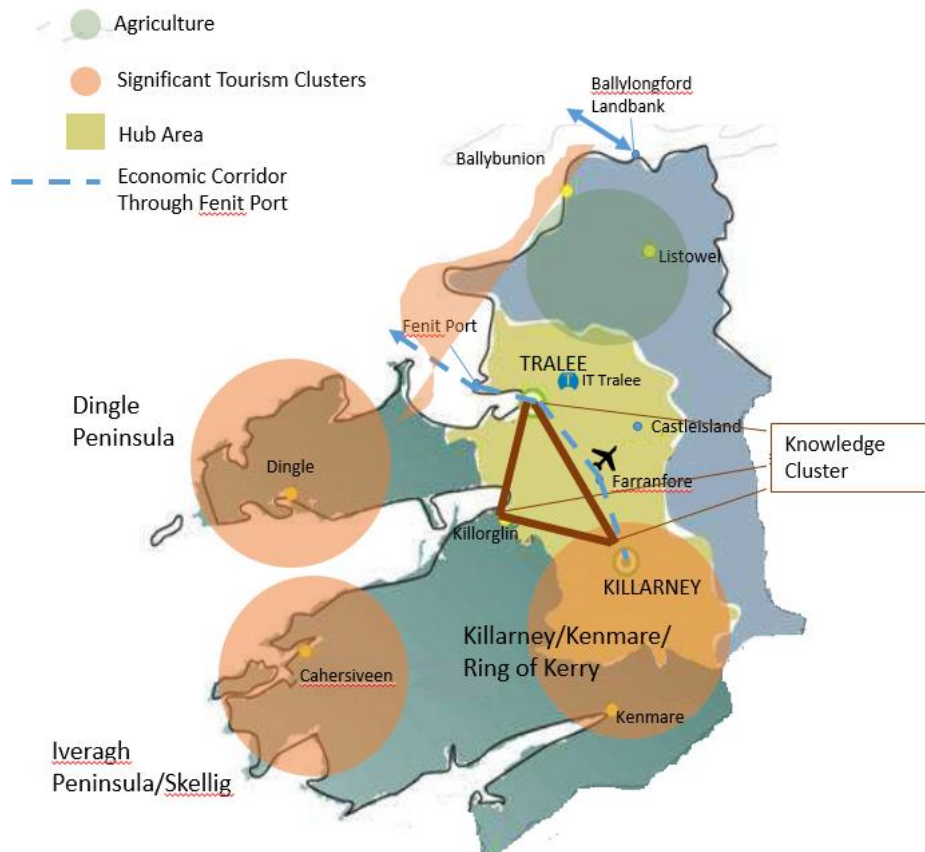 Agriculture
Significant Tourism Clusters
Hub Area
Economic Corridor
Through Fenit Port
Ballylongford
Landbank
Ballybunion
Listowel
Fenit Port
TRALEE
IT Tralee
Castleisland
Knowledge
Cluster
Dingle
Peninsula
Dingle
Farranfore
Killorglin
KILLARNEY
Killarney/Kenmare/
Ring of Kerry
Cahersiveen
Kenmare
Iveragh
Peninsula/Skellig